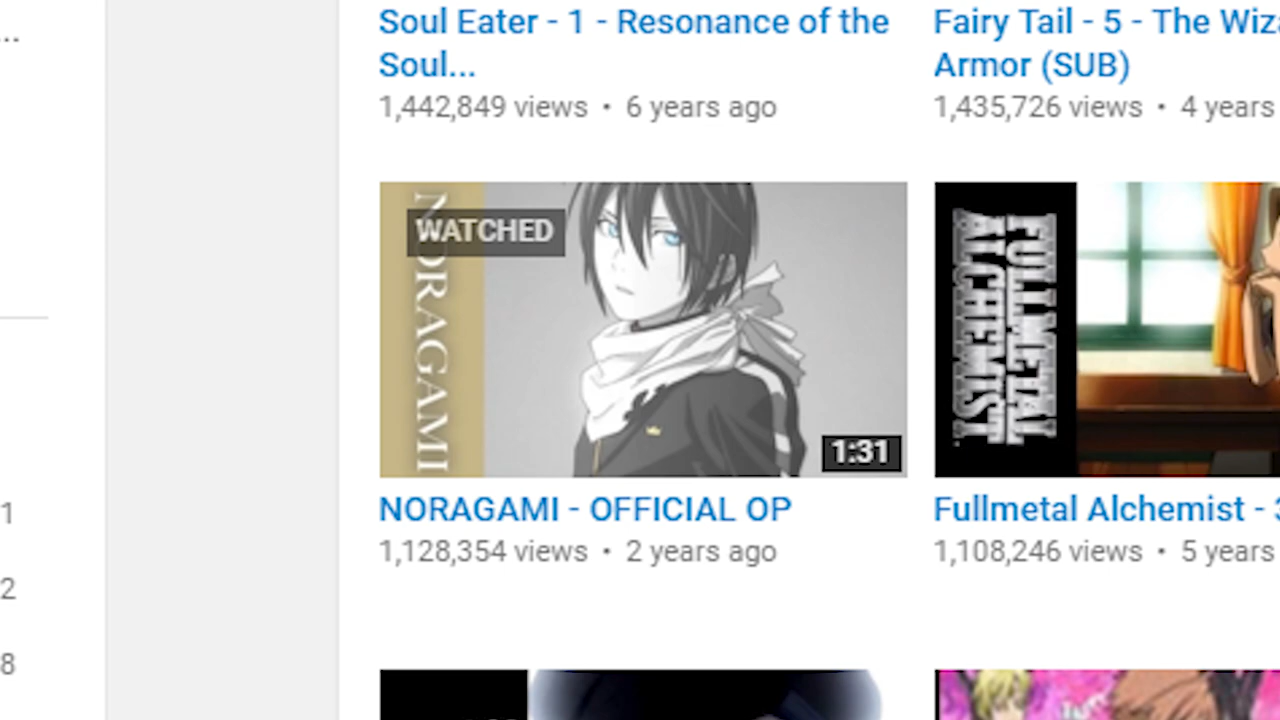 ...
Soul Eater - 1 - Resonance of the
Soul...
1,442,849 views • 6 years ago
Fairy Tail - 5 - The Wiza
Armor (SUB)
1,435,726 views • 4 years
NORAGAMI
WATCHED
1:31
FULLMETAL
ALCHEMIST
NORAGAMI - OFFICIAL OP
1,128,354 views • 2 years ago
Fullmetal Alchemist - 3
1,108,246 views • 5 years
1
2
8